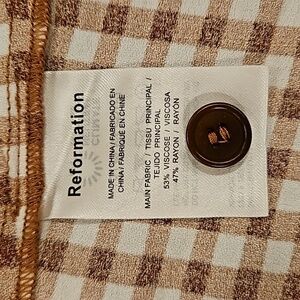 Reformation
MADE IN CHINA / FABRICADO EN
CHINA / FABRIQUÉ EN CHINE
MAIN FABRIC / TISSU PRINCIPAL /
TEJIDO PRINCIPAL
53% VISCOSE / VISCOSA
47% RAYON / RAYON